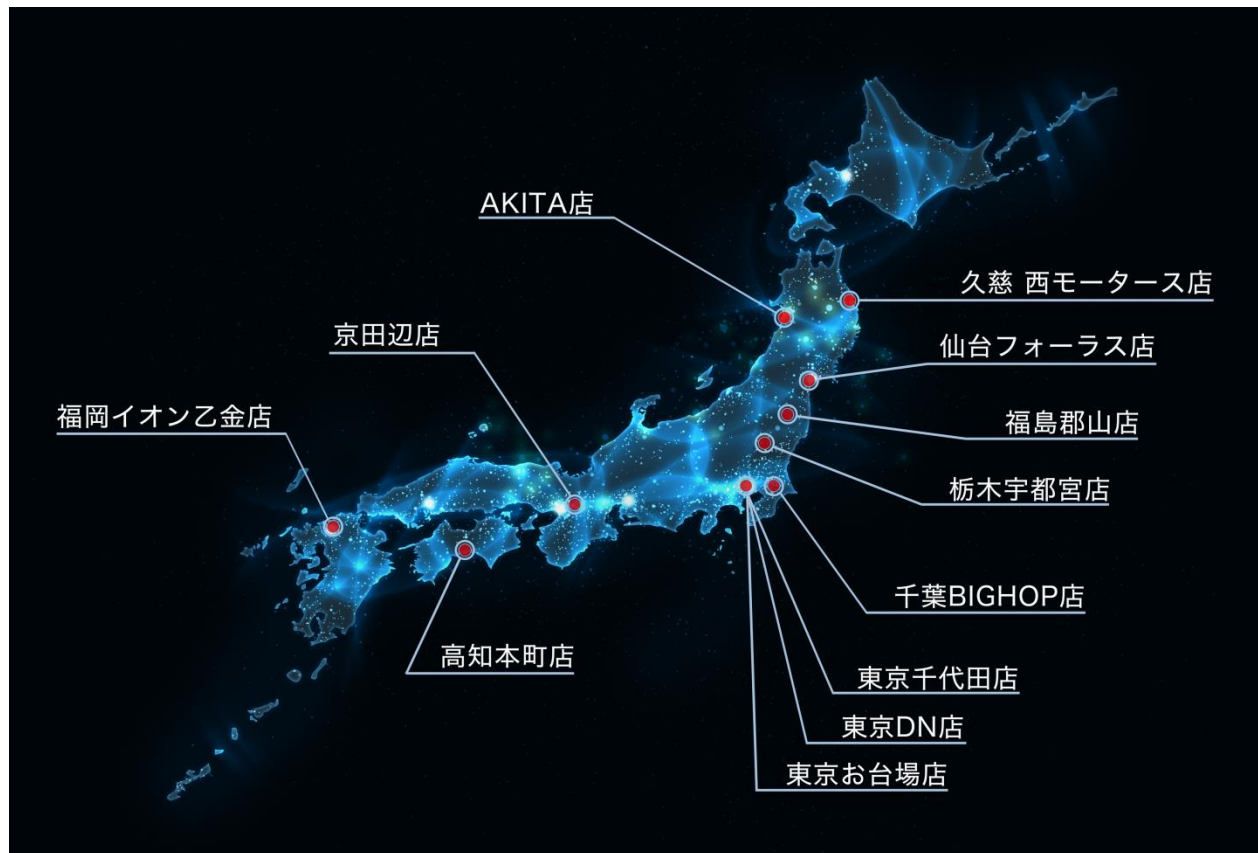 AKITA店
久慈 西モータース店
京田辺店
仙台フォーラス店
福岡イオン乙金店
福島郡山店
栃木宇都宮店
千葉BIGHOP店
高知本町店
東京千代田店
東京DN店
東京お台場店